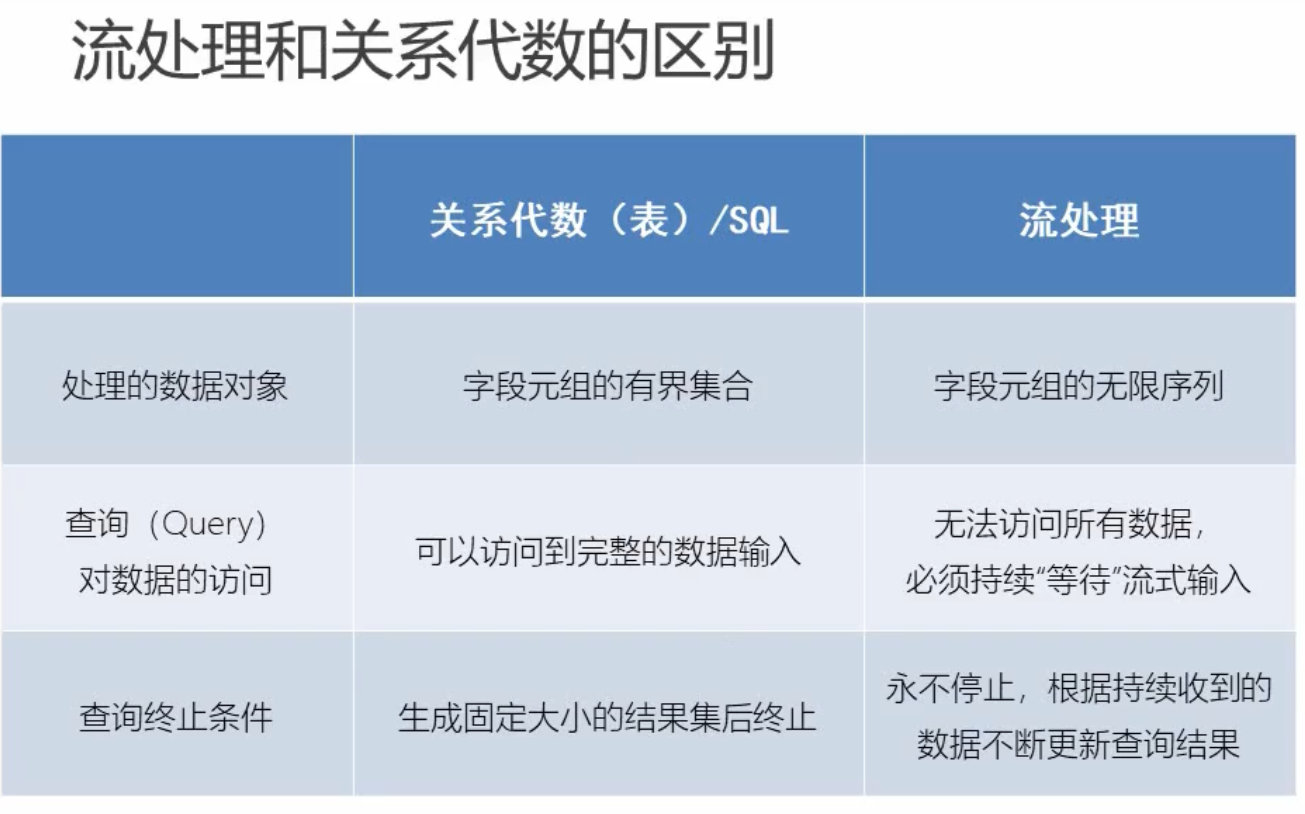 流处理和关系代数的区别
关系代数（表）/SQL
流处理
处理的数据对象
字段元组的有界集合
字段元组的无限序列
查询（Query）
对数据的访问
可以访问到完整的数据输入
无法访问所有数据，
必须持续“等待”流式输入
查询终止条件
生成固定大小的结果集后终止
永不停止，根据持续收到的
数据不断更新查询结果